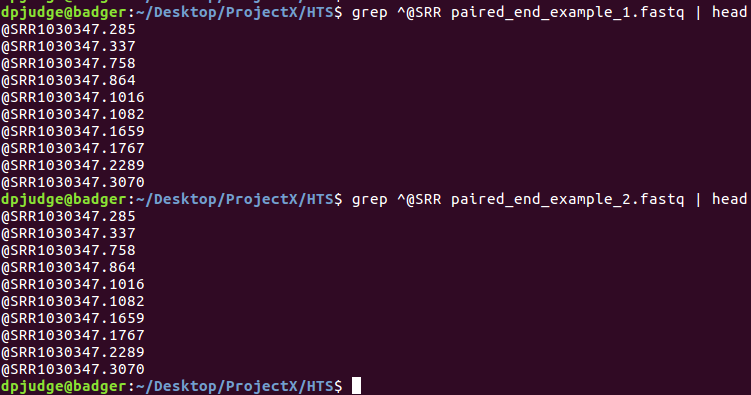 dpjudge@badger:~/Desktop/ProjectX/HTS$ grep ^@SRR paired_end_example_1.fastq | head
@SRR1030347.285
@SRR1030347.337
@SRR1030347.758
@SRR1030347.864
@SRR1030347.1016
@SRR1030347.1082
@SRR1030347.1659
@SRR1030347.1767
@SRR1030347.2289
@SRR1030347.3070
dpjudge@badger:~/Desktop/ProjectX/HTS$ grep ^@SRR paired_end_example_2.fastq | head
@SRR1030347.285
@SRR1030347.337
@SRR1030347.758
@SRR1030347.864
@SRR1030347.1016
@SRR1030347.1082
@SRR1030347.1659
@SRR1030347.1767
@SRR1030347.2289
@SRR1030347.3070
dpjudge@badger:~/Desktop/ProjectX/HTS$